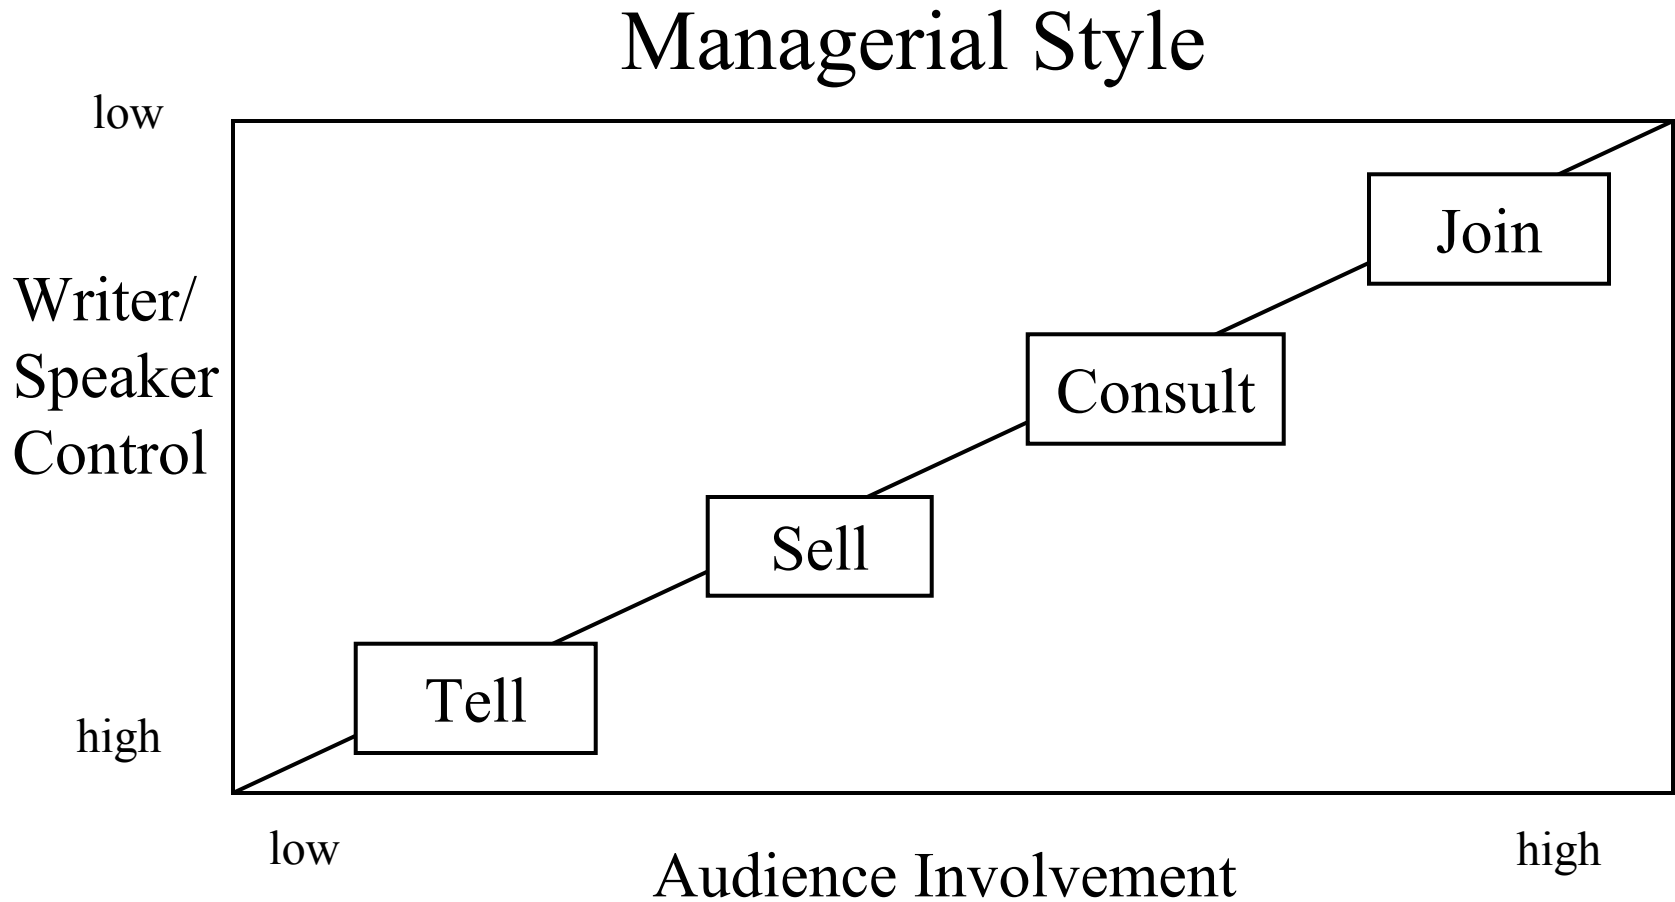 Managerial Style
low
Join
Writer/
Speaker
Control
Consult
Sell
Tell
high
low
high
Audience Involvement